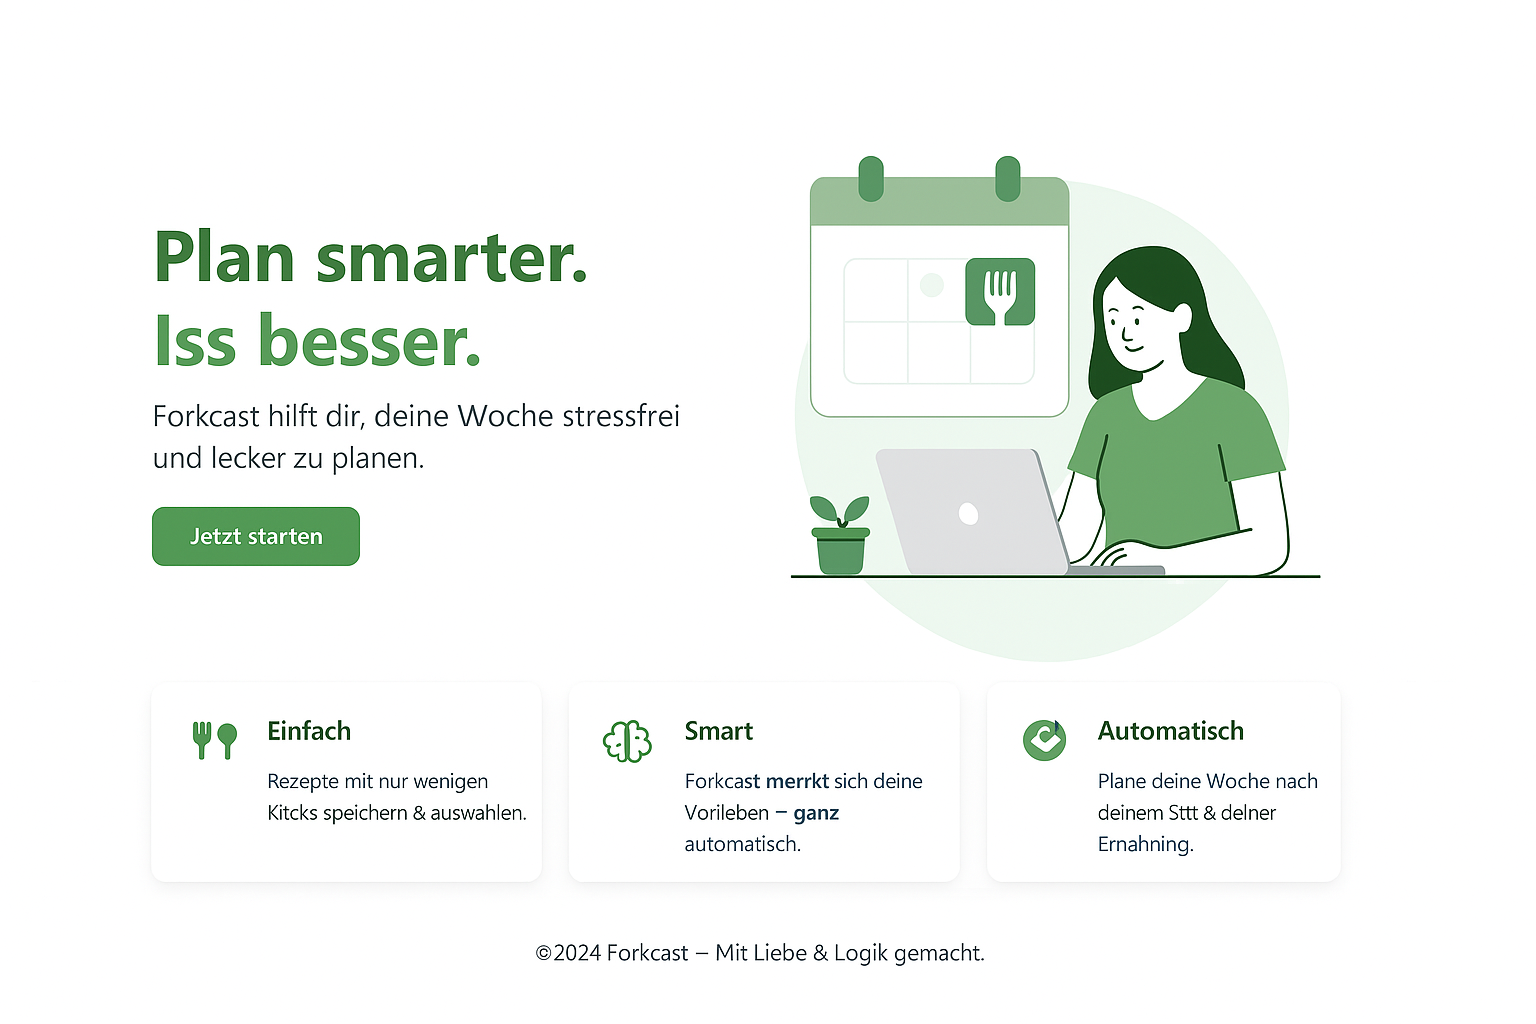 Plan smarter.
Iss besser.
Forkcast hilft dir, deine Woche stressfrei
und lecker zu planen.
Jetzt starten
Einfach
Rezepte mit nur wenigen
Kitcks speichern & auswahlen.
Smart
Forkcast merrkt sich deine
Vorileben – ganz
automatisch.
Automatisch
Plane deine Woche nach
deinem Sttt & delner
Ernahning.
©2024 Forkcast – Mit Liebe & Logik gemacht.